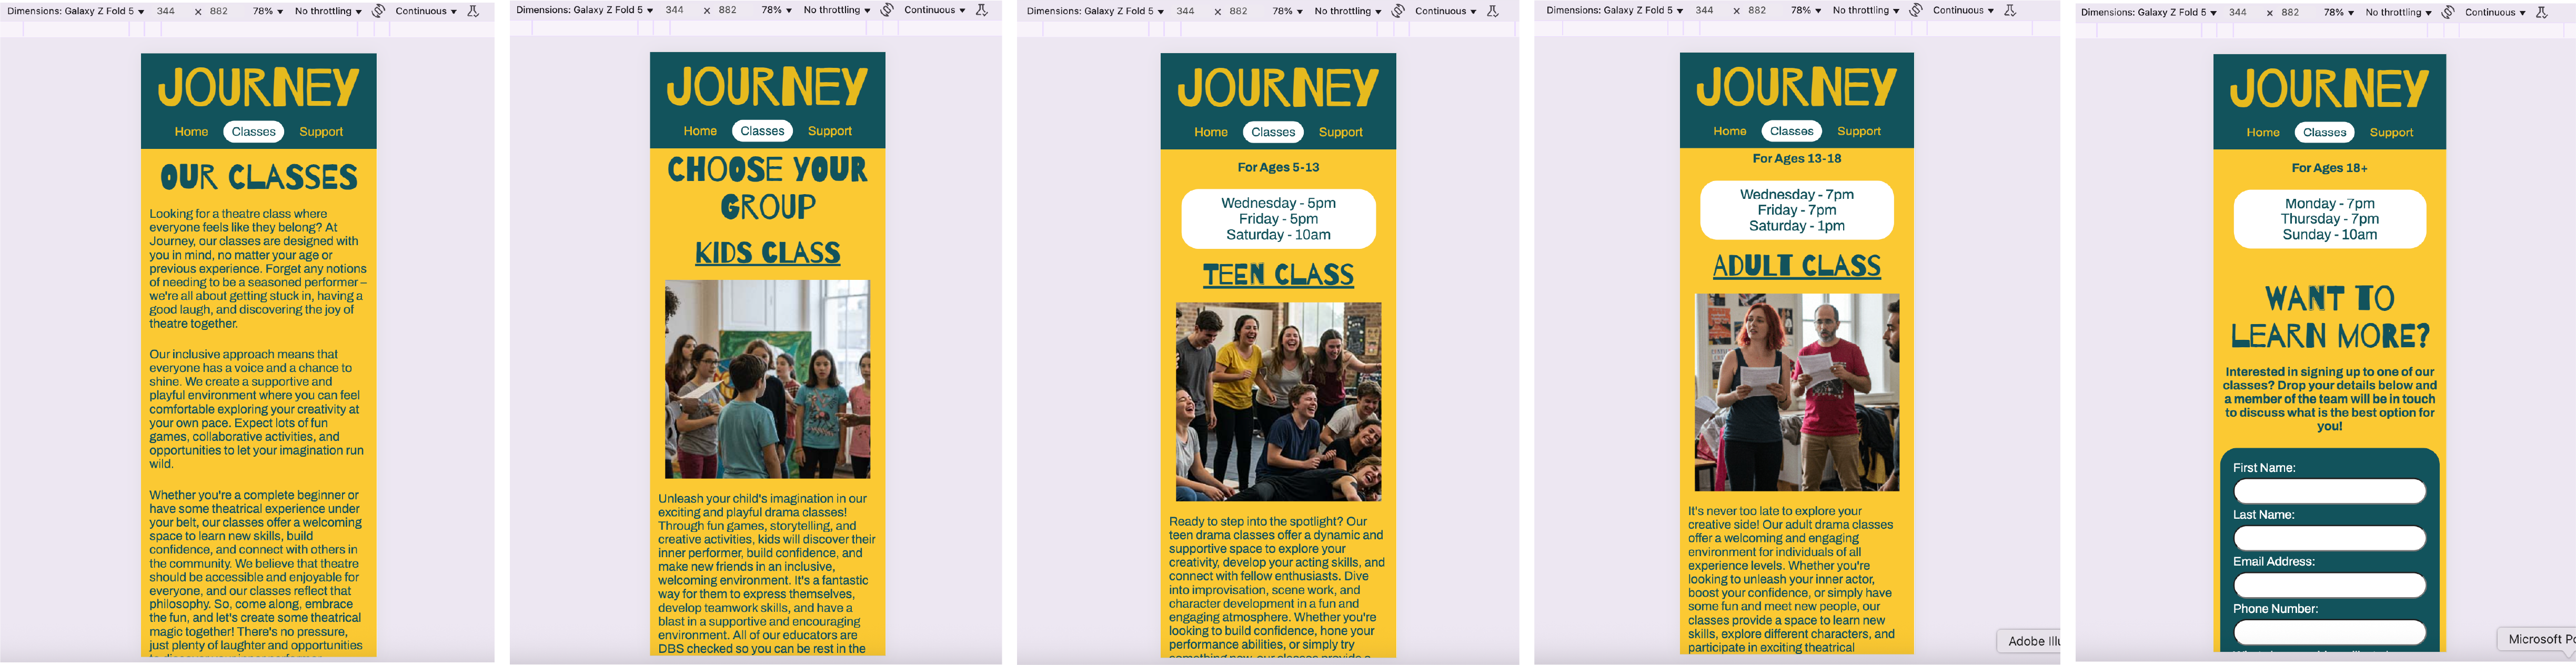 Dimensions: Galaxy Z Fold 5 ▼ 344 × 882 78% ▼ No throttling ▼ Continuous ▼
JOURNEY
Home Classes Support
OUR CLASSES
Looking for a theatre class where
everyone feels like they belong? At
Journey, our classes are designed with
you in mind, no matter your age or
previous experience. Forget any notions
of needing to be a seasoned performer –
we're all about getting stuck in, having a
good laugh, and discovering the joy of
theatre together.
Our inclusive approach means that
everyone has a voice and a chance to
shine. We create a supportive and
playful environment where you can feel
comfortable exploring your creativity at
your own pace. Expect lots of fun
games, collaborative activities, and
opportunities to let your imagination run
wild.
Whether you're a complete beginner or
have some theatrical experience under
your belt, our classes offer a welcoming
space to learn new skills, build
confidence, and connect with others in
the community. We believe that theatre
should be accessible and enjoyable for
everyone, and our classes reflect that
philosophy. So, come along, embrace
the fun, and let's create some theatrical
magic together! There's no pressure,
just plenty of laughter and opportunities
Dimensions: Galaxy Z Fold 5 ▼ 344 × 882 78% ▼ No throttling ▼ Continuous ▼
JOURNEY
Home Classes Support
CHOOSE YOUR
GROUP
KIDS CLASS
Unleash your child's imagination in our
exciting and playful drama classes!
Through fun games, storytelling, and
creative activities, kids will discover their
inner performer, build confidence, and
make new friends in an inclusive,
welcoming environment. It's a fantastic
way for them to express themselves,
develop teamwork skills, and have a
blast in a supportive and encouraging
environment. All of our educators are
DBS checked so you can be rest in the
Dimensions: Galaxy Z Fold 5 ▼ 344 × 882 78% ▼ No throttling ▼ Continuous ▼
JOURNEY
Home Classes Support
For Ages 5-13
Wednesday - 5pm
Friday - 5pm
Saturday - 10am
TEEN CLASS
Ready to step into the spotlight? Our
teen drama classes offer a dynamic and
supportive space to explore your
creativity, develop your acting skills, and
connect with fellow enthusiasts. Dive
into improvisation, scene work, and
character development in a fun and
engaging atmosphere. Whether you're
looking to build confidence, hone your
performance abilities, or simply try
Dimensions: Galaxy Z Fold 5 ▼ 344 × 882 78% ▼ No throttling ▼ Continuous ▼
JOURNEY
Home Classes Support
For Ages 13-18
Wednesday - 7pm
Friday - 7pm
Saturday - 1pm
ADULT CLASS
It's never too late to explore your
creative side! Our adult drama classes
offer a welcoming and engaging
environment for individuals of all
experience levels. Whether you're
looking to unleash your inner actor,
boost your confidence, or simply have
some fun and meet new people, our
classes provide a space to learn new
skills, explore different characters, and
participate in exciting theatrical
Adobe Illu
Dimensions: Galaxy Z Fold 5 ▼ 344 × 882 78% ▼ No throttling ▼ Continuous ▼
JOURNEY
Home Classes Support
For Ages 18+
Monday - 7pm
Thursday - 7pm
Sunday - 10am
WANT TO
LEARN MORE?
Interested in signing up to one of our
classes? Drop your details below and
a member of the team will be in touch
to discuss what is the best option for
you!
First Name:
Last Name:
Email Address:
Phone Number:
Microsoft Po